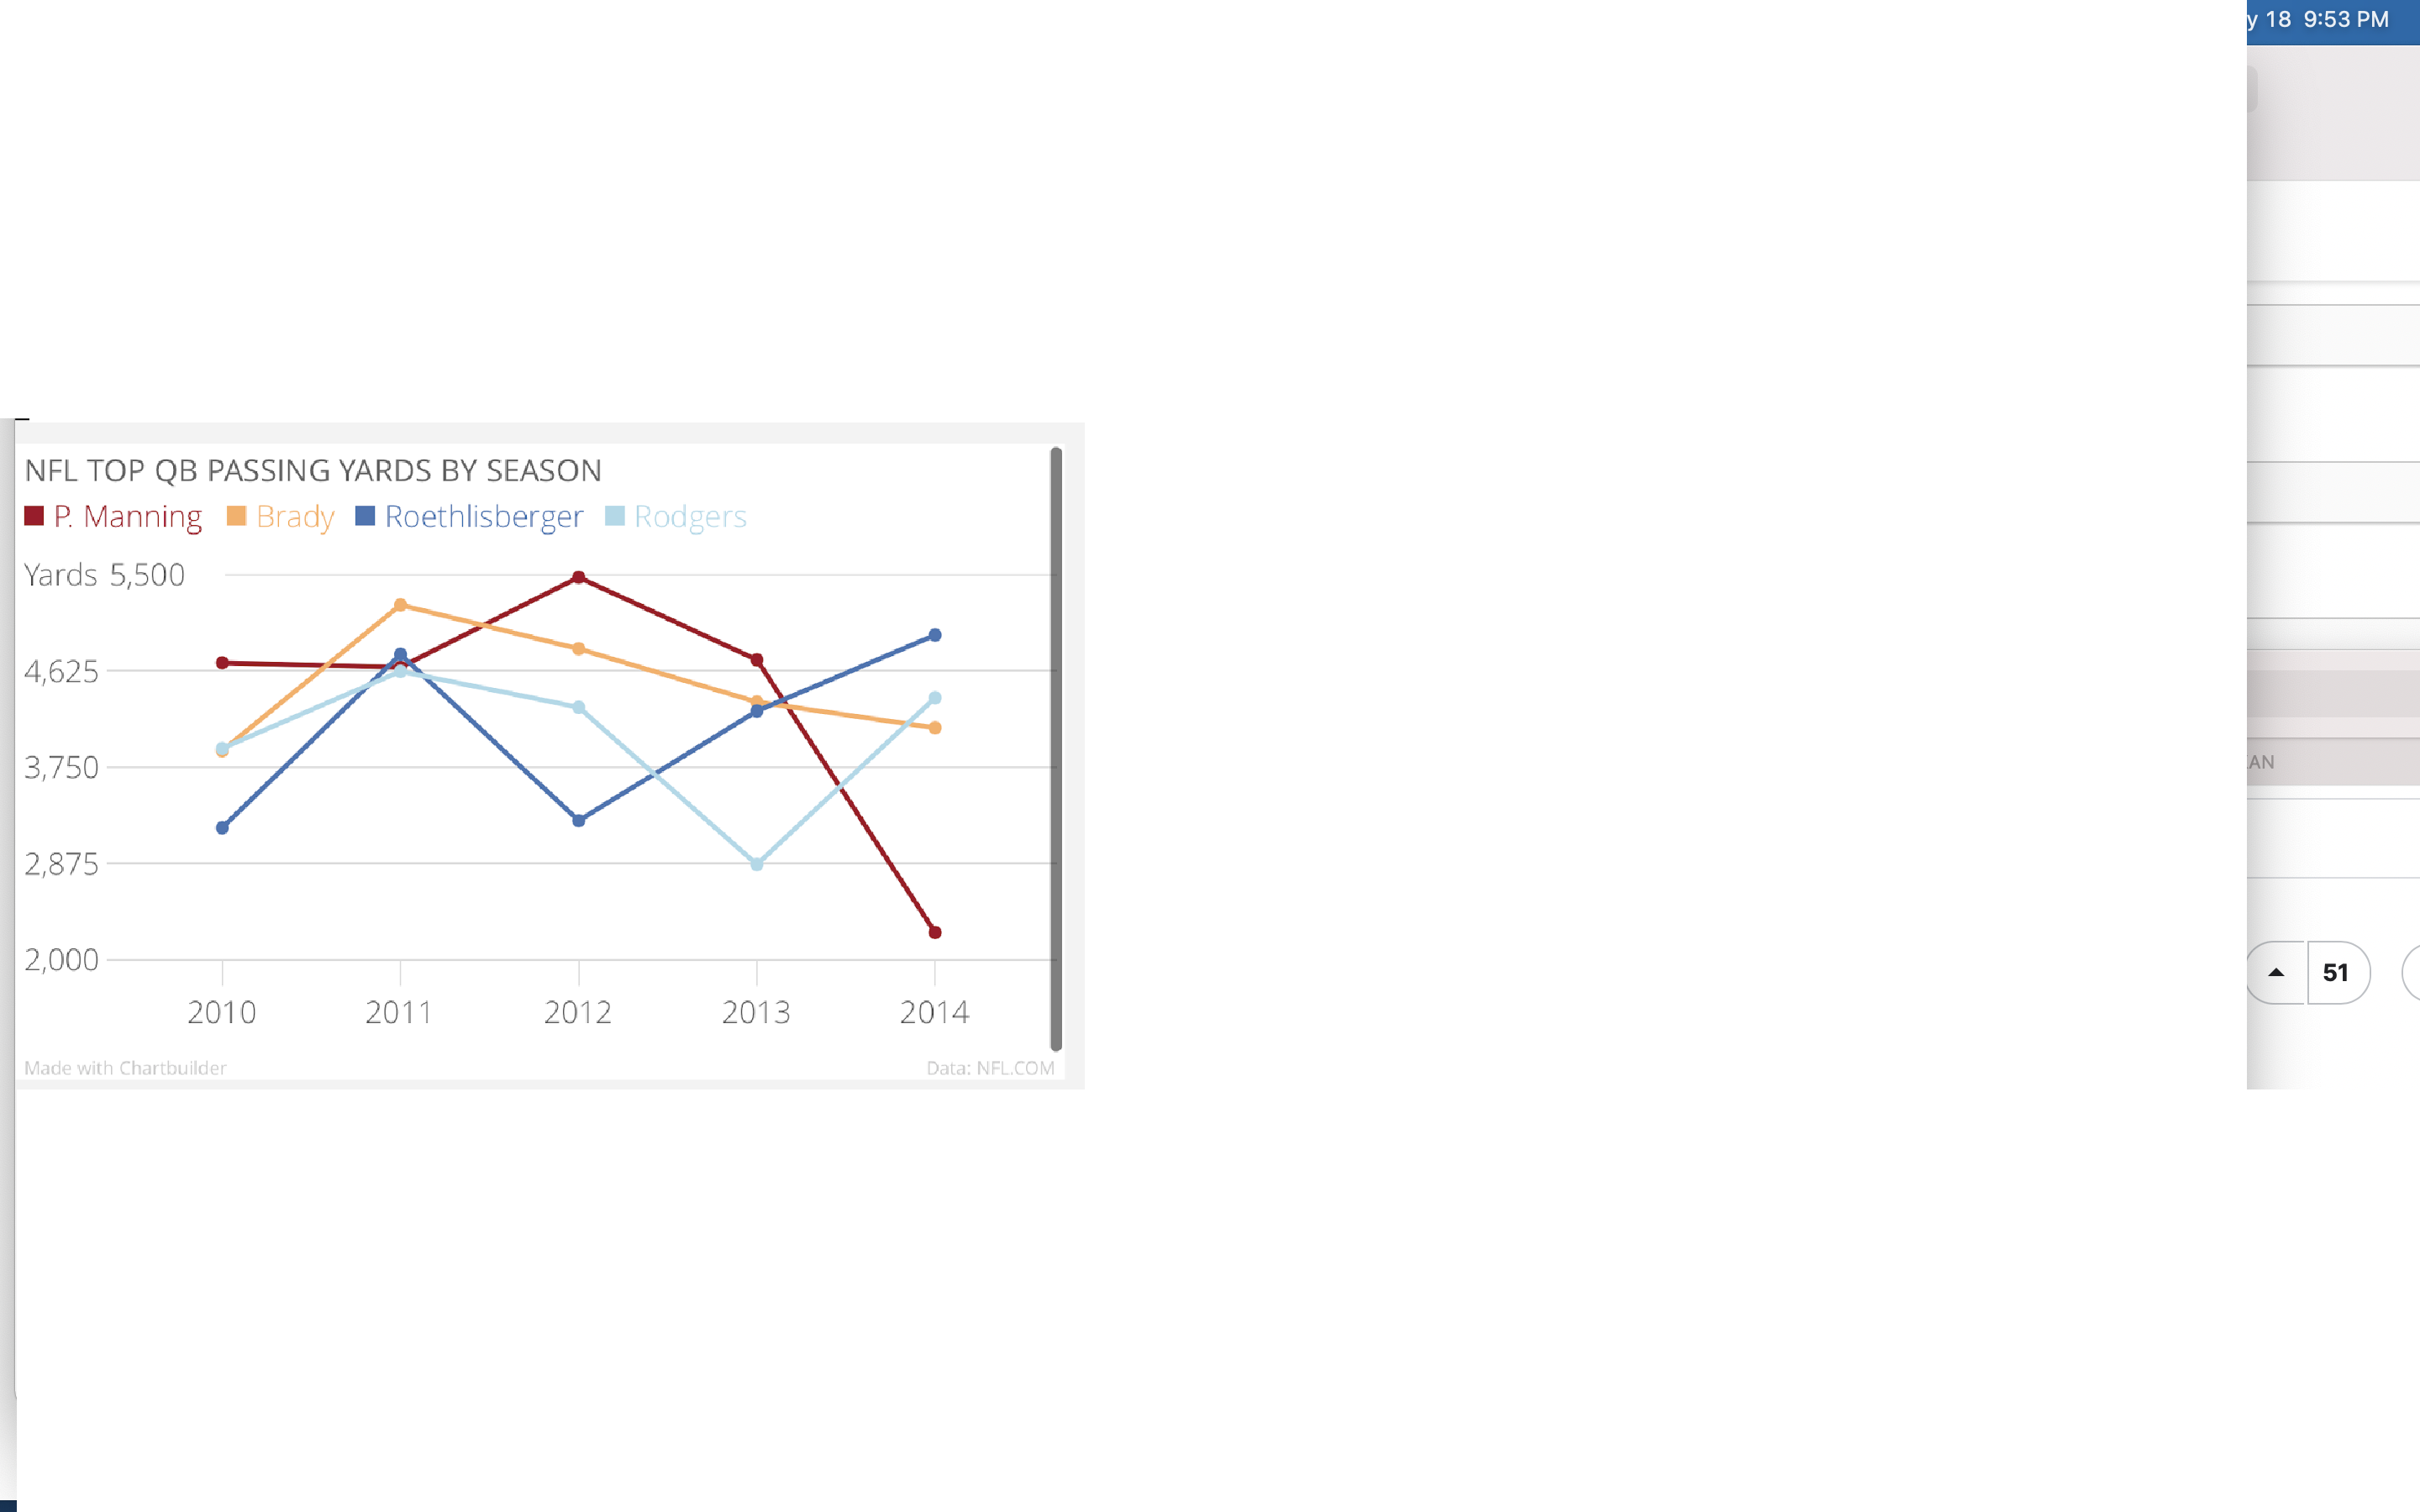 y 18 9:53 PM
NFL TOP QB PASSING YARDS BY SEASON
P. Manning Brady Roethlisberger Rodgers
Yards 5,500
4,625
3,750
2,875
2,000
2010 2011 2012 2013 2014
Made with Chartbuilder Data: NFL.COM
AN
51